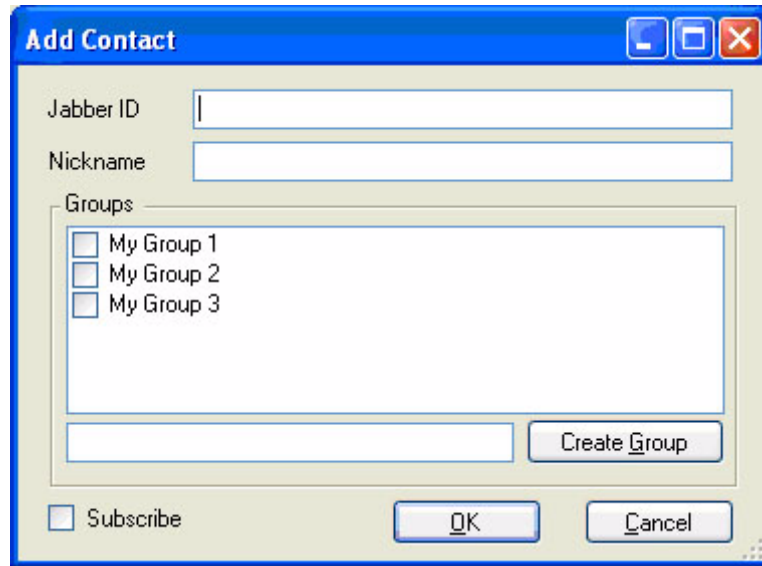 Add Contact
Jabber ID
Nickname
Groups
My Group 1
My Group 2
My Group 3
Create Group
Subscribe
OK
Cancel